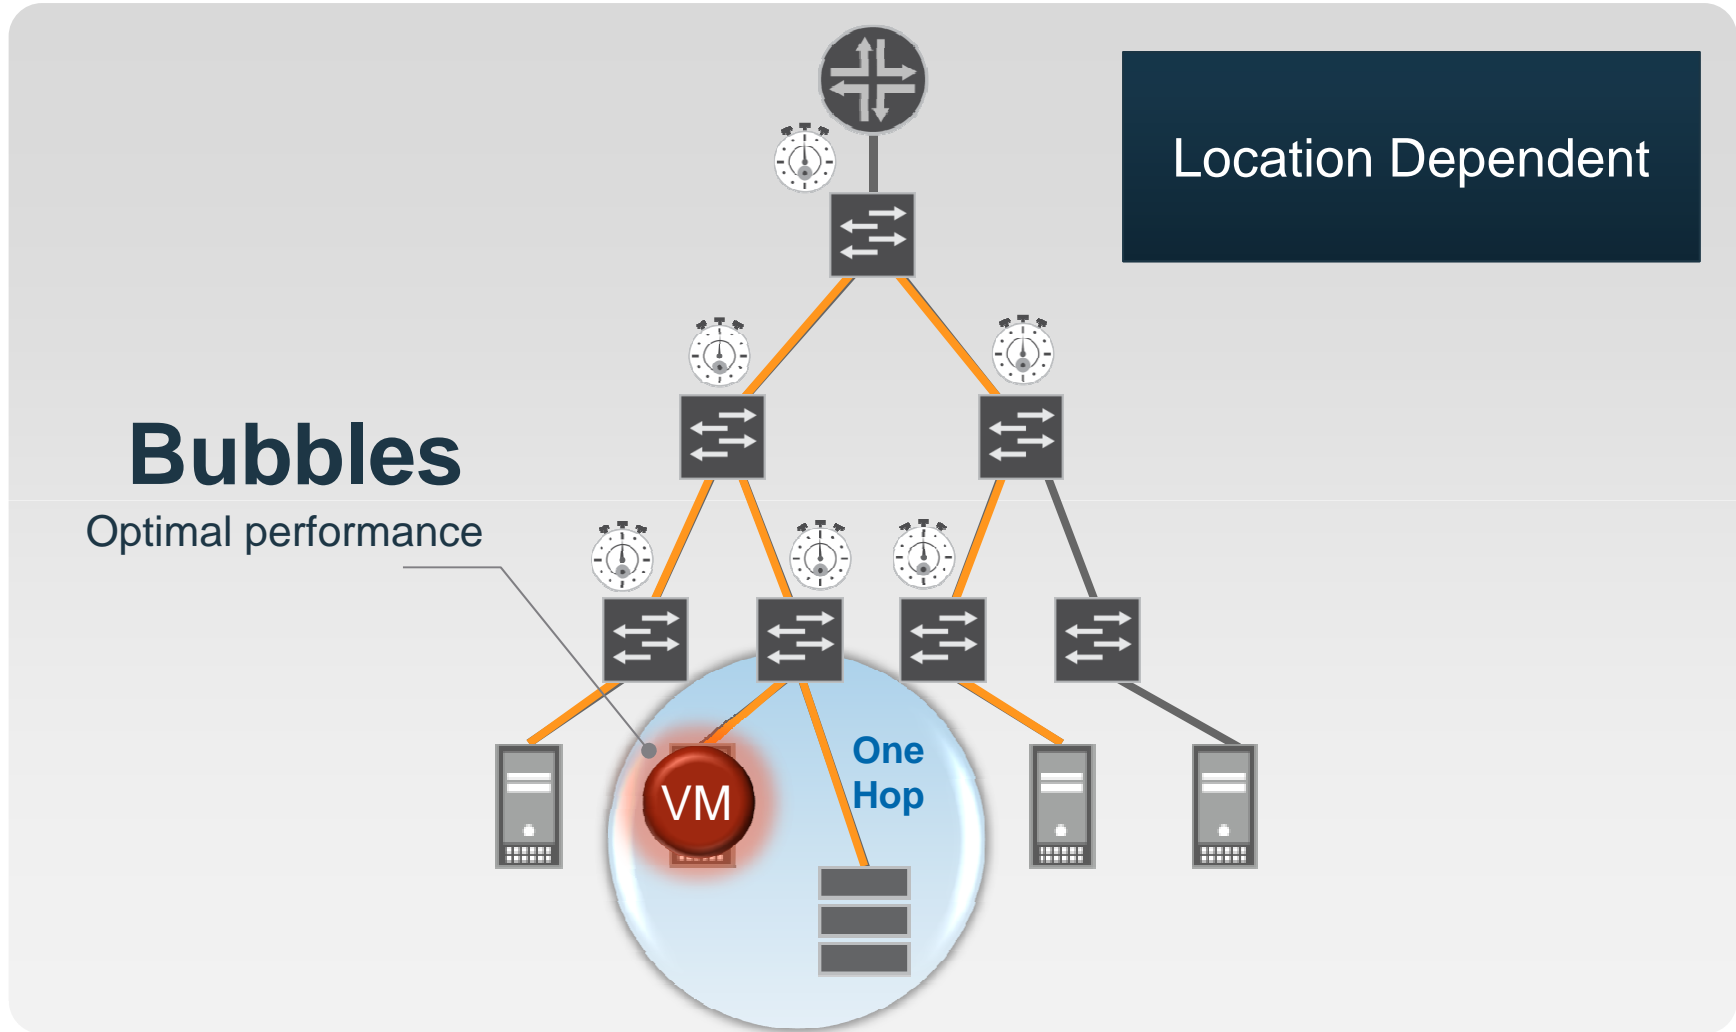 Location Dependent
Bubbles
Optimal performance
One
Hop
VM